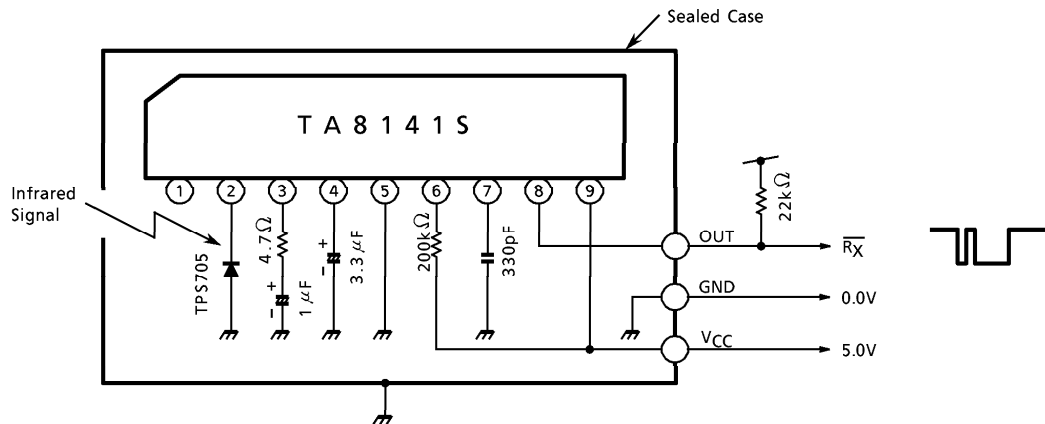 Sealed Case
TA8141S
1 2 3 4 5 6 7 8 9
Infrared
Signal
TPS705
4.7Ω
+
-
1μF
+
-
3.3μF
200kΩ
330pF
22kΩ
OUT
R̅X̅
GND
0.0V
VCC
5.0V